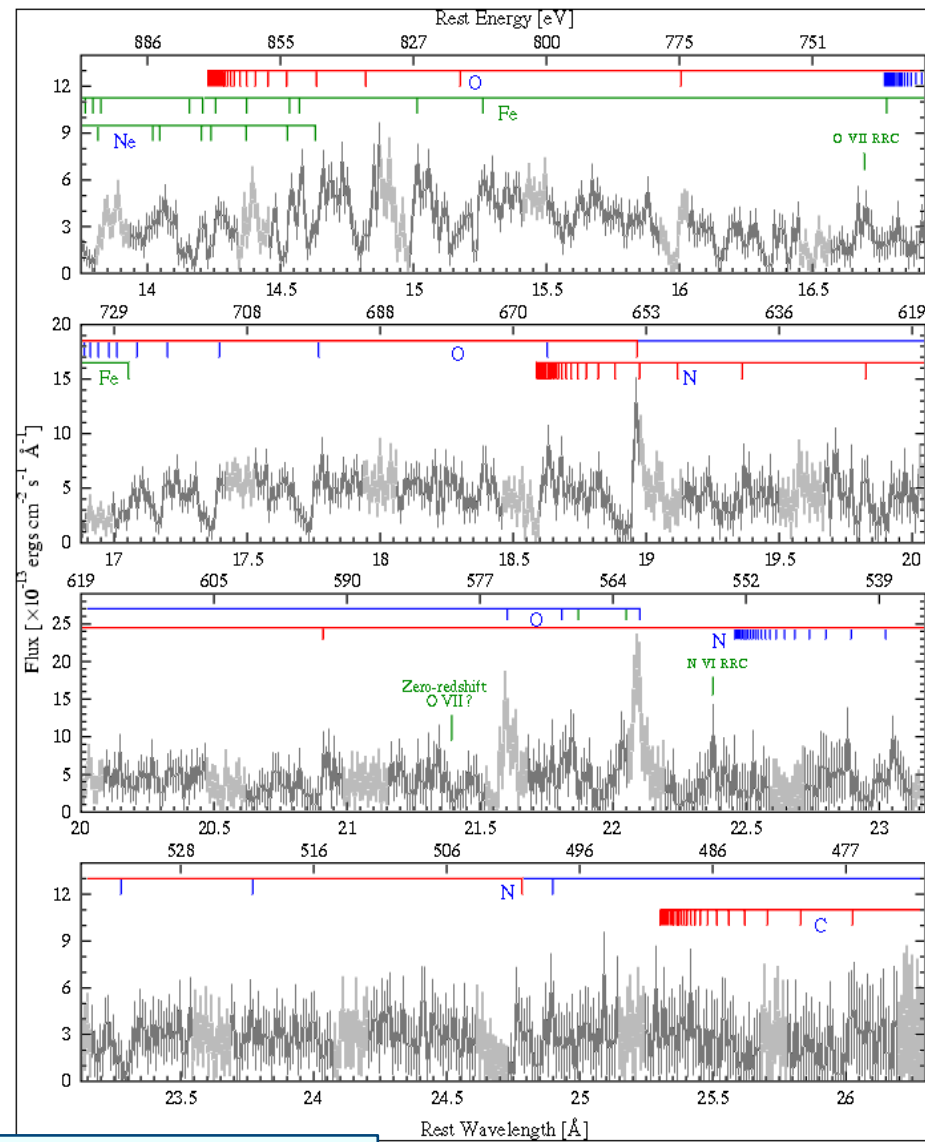 Rest Energy [eV]
886 855 827 800 775 751
O
Fe
Ne
O VII RRC
12
9
6
3
0
14 14.5 15 15.5 16 16.5
729 708 688 670 653 636 619
O
Fe
N
20
15
10
5
0
17 17.5 18 18.5 19 19.5 20
Flux [×10⁻¹³ ergs cm⁻² s⁻¹ Å⁻¹]
619 605 590 577 564 552 539
O
N
N VI RRC
Zero-redshift
O VII ?
25
20
15
10
5
0
20 20.5 21 21.5 22 22.5 23
528 516 506 496 486 477
N
C
12
9
6
3
0
23.5 24 24.5 25 25.5 26
Rest Wavelength [Å]